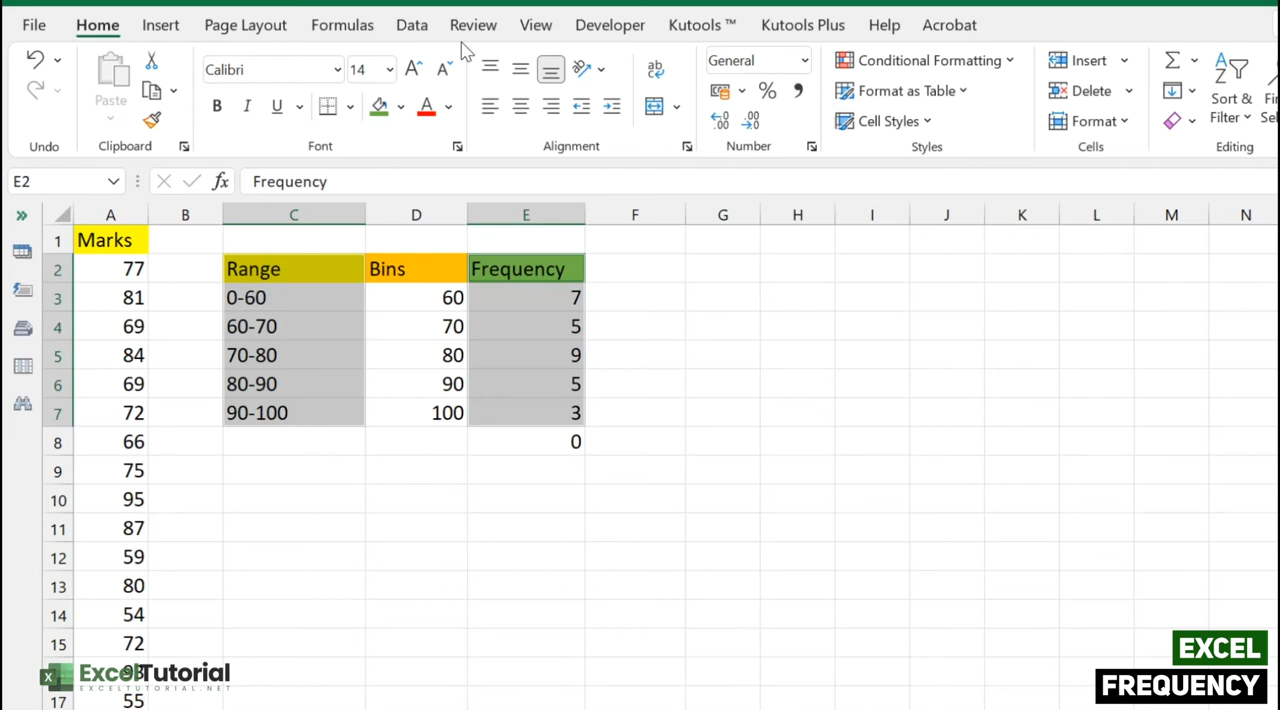 File Home Insert Page Layout Formulas Data Review View Developer Kutools ™ Kutools Plus Help Acrobat
Paste
Calibri 14
B I U A
A A
ab
General
% 9
Conditional Formatting
Format as Table
Cell Styles
Insert
Delete
Format
Sort &
Filter
Undo Clipboard Font Alignment Number Styles Cells Editing
E2 fx Frequency
A B C D E F G H I J K L M N
1 Marks
2 77 Range Bins Frequency
3 81 0-60 60 7
4 69 60-70 70 5
5 84 70-80 80 9
6 69 80-90 90 5
7 72 90-100 100 3
8 66 0
9 75
10 95
11 87
12 59
13 80
14 54
15 72
17 55
ExcelTutorial
EXCELTUTORIAL.NET
EXCEL
FREQUENCY